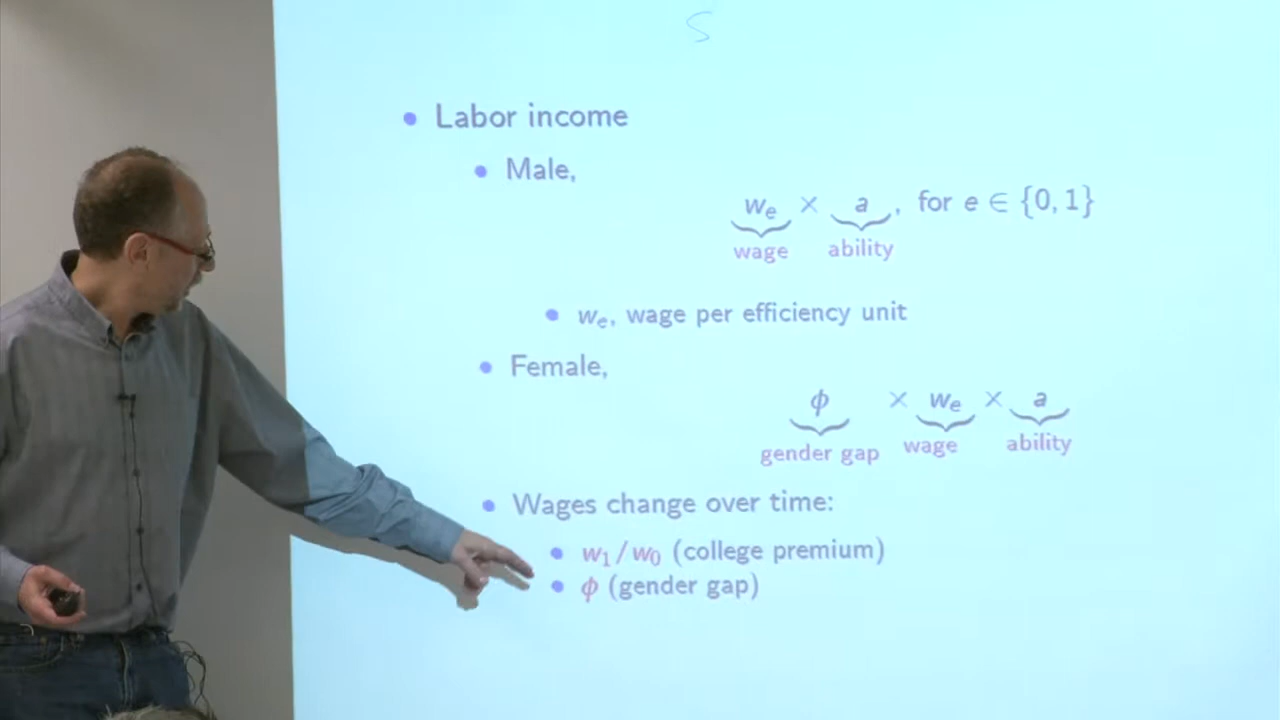 S
• Labor income
• Male,
w_e × a, for e ∈ {0, 1}
wage ability
• w_e, wage per efficiency unit
• Female,
ϕ × w_e × a
gender gap wage ability
• Wages change over time:
• w_1/w_0 (college premium)
• ϕ (gender gap)